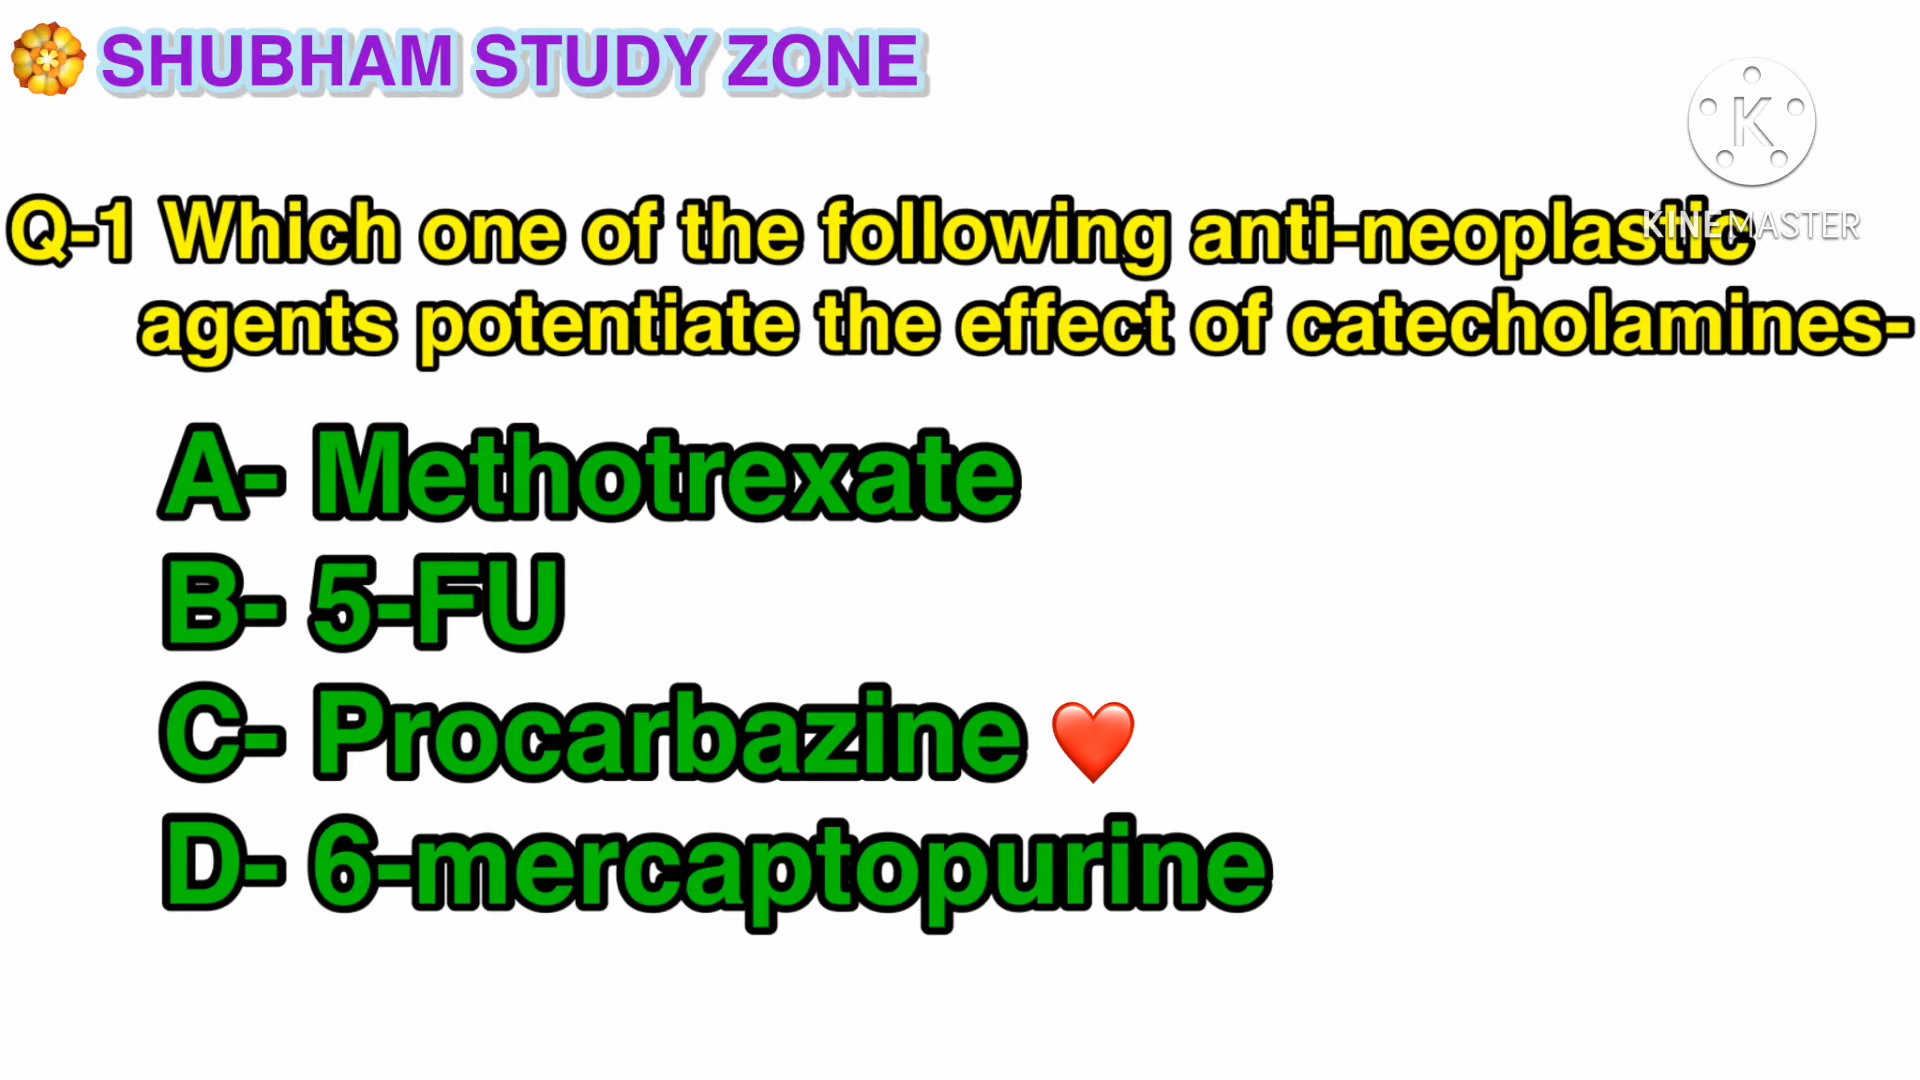 SHUBHAM STUDY ZONE
K
KINEMASTER
Q-1 Which one of the following anti-neoplastic
agents potentiate the effect of catecholamines-
A- Methotrexate
B- 5-FU
C- Procarbazine
D- 6-mercaptopurine